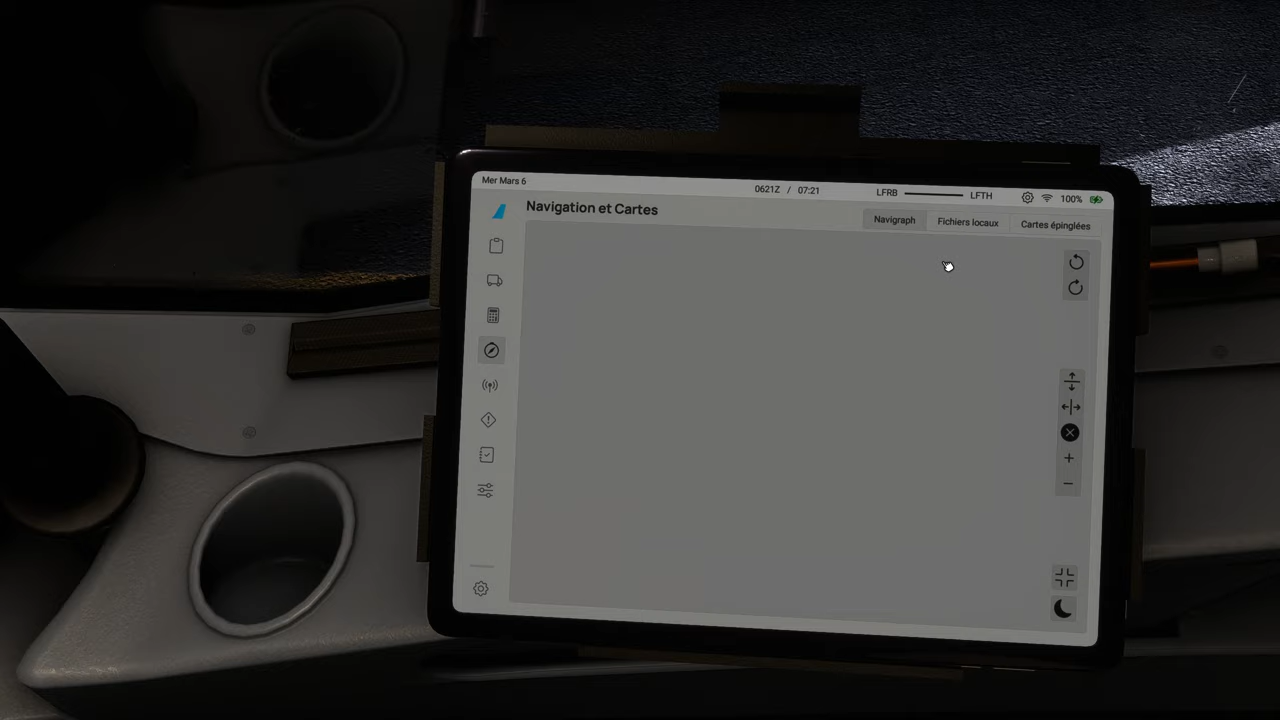 Mer Mars 6
0621Z / 07:21
LFRB LFTH
100%
Navigation et Cartes
Navigraph
Fichiers locaux
Cartes épinglées